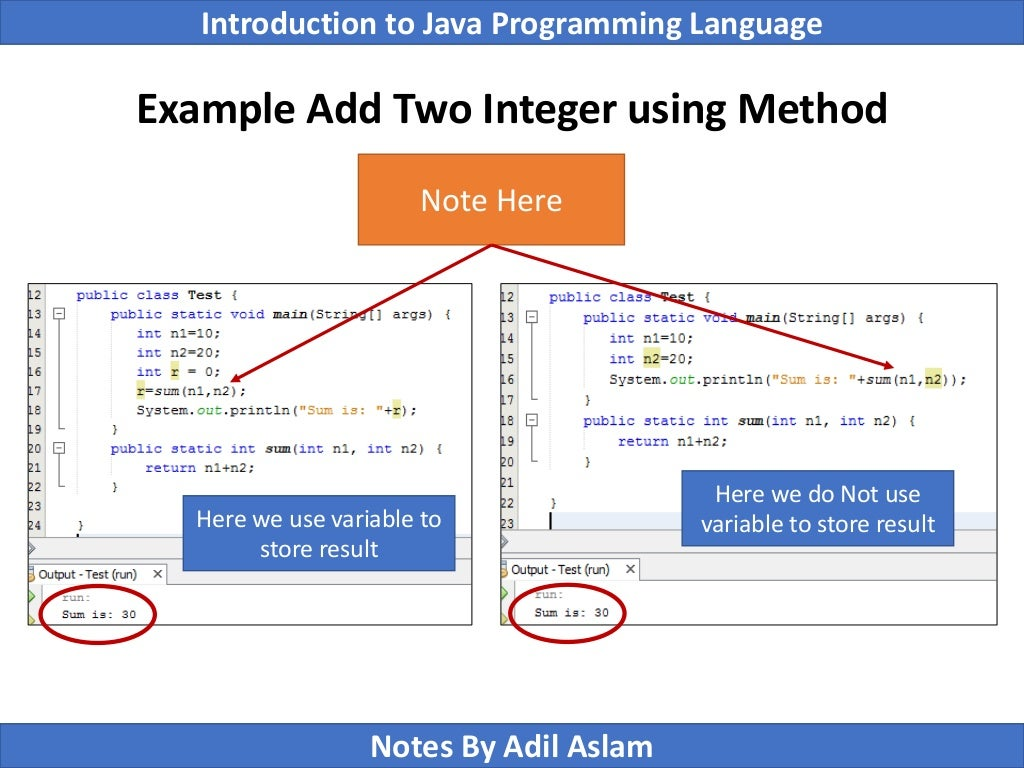 Introduction to Java Programming Language
Example Add Two Integer using Method
Note Here
12 public class Test {
13 public static void main(String[] args) {
14 int n1=10;
15 int n2=20;
16 int r = 0;
17 r=sum(n1,n2);
18 System.out.println("Sum is: "+r);
19 }
20 public static int sum(int n1, int n2) {
21 return n1+n2;
22 }
23
24 }
Here we use variable to
store result
Output - Test (run)
run:
Sum is: 30
12 public class Test {
13 public static void main(String[] args) {
14 int n1=10;
15 int n2=20;
16 System.out.println("Sum is: "+sum(n1,n2));
17 }
18 public static int sum(int n1, int n2) {
19 return n1+n2;
20 }
21
22 }
23
Here we do Not use
variable to store result
Output - Test (run)
run:
Sum is: 30
Notes By Adil Aslam